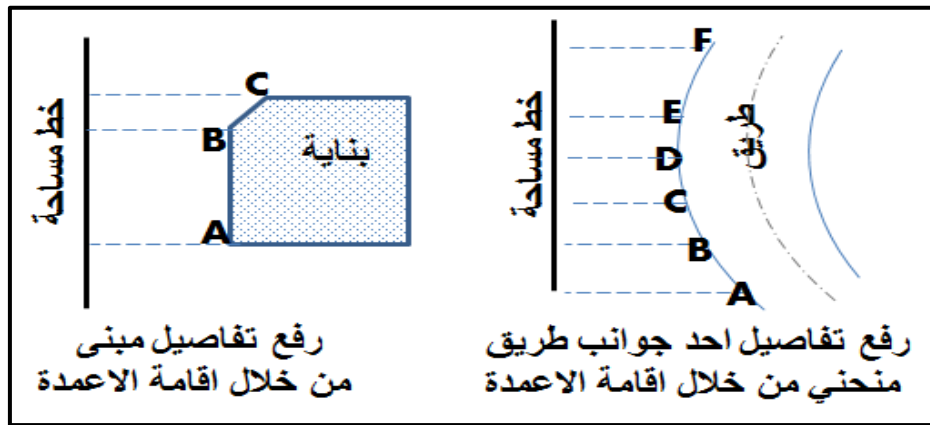 F
E
D
C
B
A
خط مساحة
طريق
رفع تفاصيل احد جوانب طريق
منحني من خلال اقامة الاعمدة
C
B
A
خط مساحة
بناية
رفع تفاصيل مبنى
من خلال اقامة الاعمدة